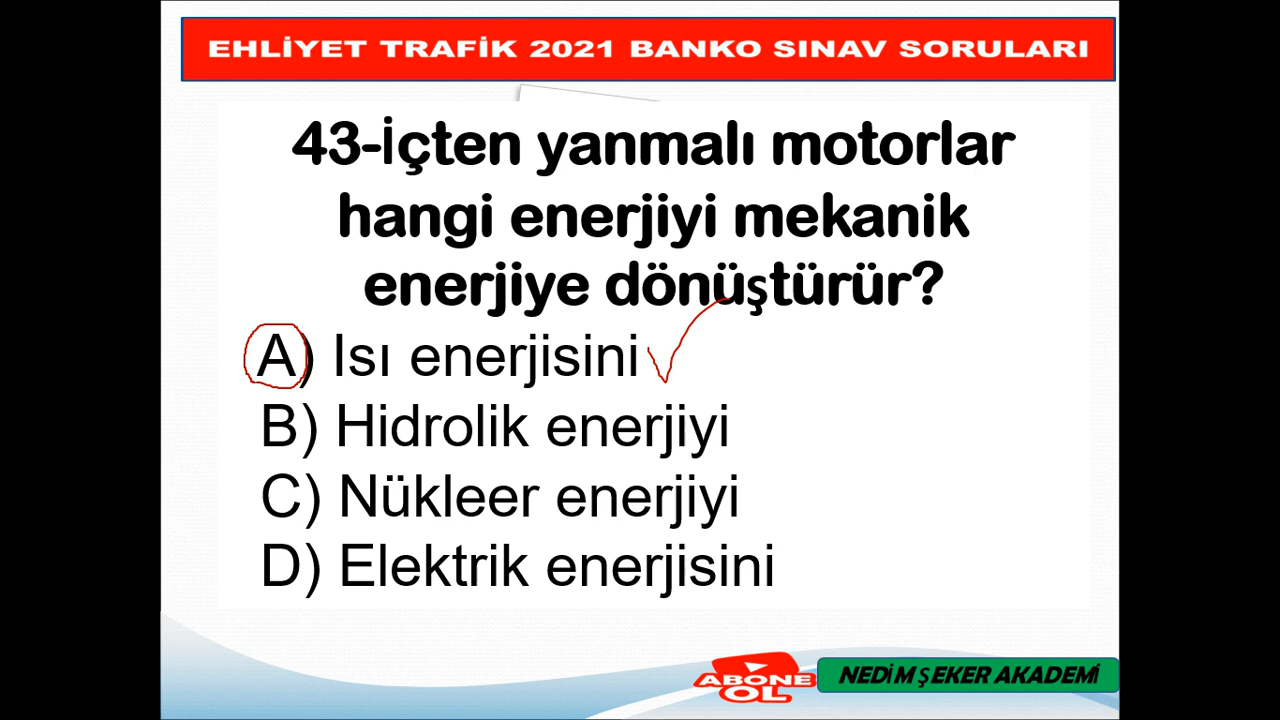 EHLİYET TRAFİK 2021 BANKO SINAV SORULARI
43-İçten yanmalı motorlar
hangi enerjiyi mekanik
enerjiye dönüştürür?
A) Isı enerjisini
B) Hidrolik enerjiyi
C) Nükleer enerjiyi
D) Elektrik enerjisini
ABONE
OL
NEDİM ŞEKER AKADEMİ